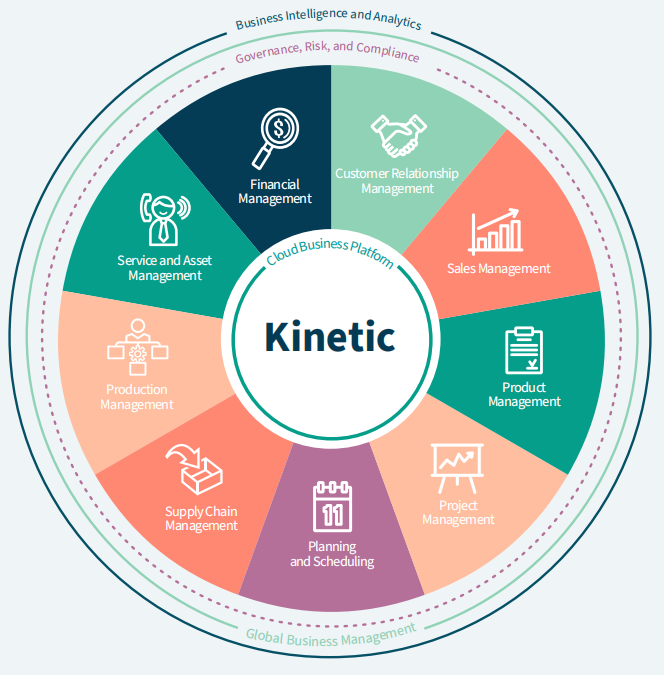 Business Intelligence and Analytics
Governance, Risk, and Compliance
$
Financial
Management
Customer Relationship
Management
Service and Asset
Management
Sales Management
Cloud Business Platform
Kinetic
Production
Management
Product
Management
Supply Chain
Management
Project
Management
11
Planning
and Scheduling
Global Business Management